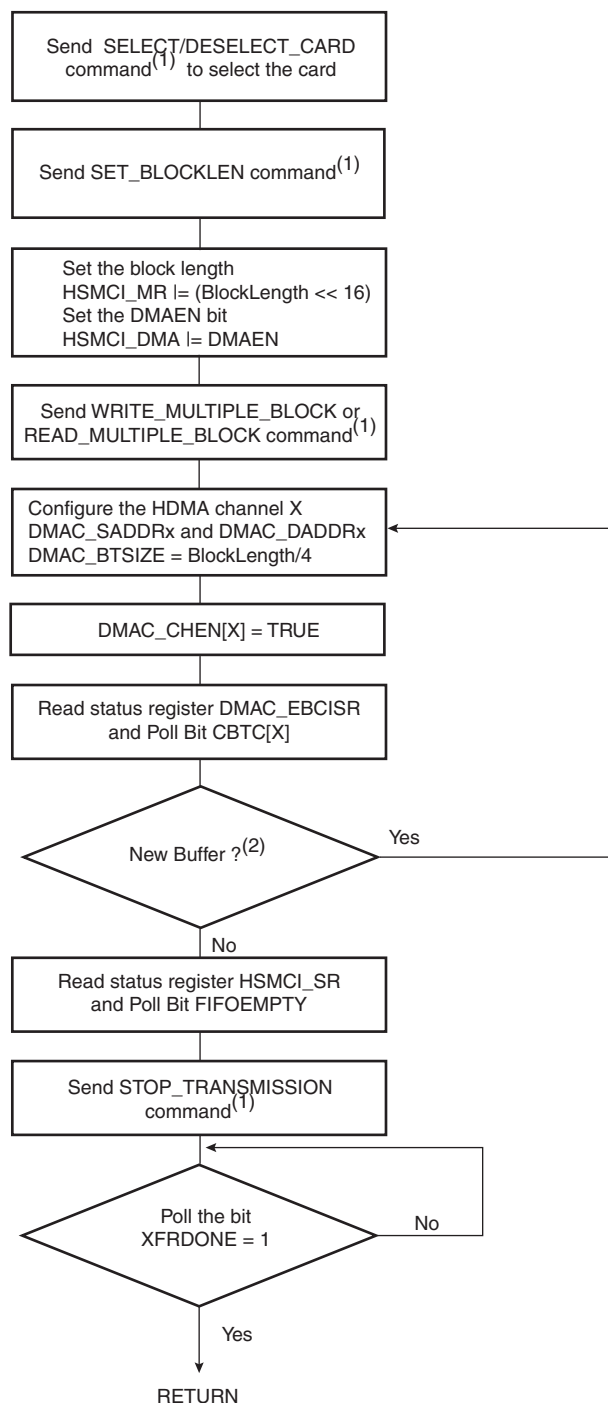 Send SELECT/DESELECT_CARD
command(1) to select the card
Send SET_BLOCKLEN command(1)
Set the block length
HSMCI_MR |= (BlockLength << 16)
Set the DMAEN bit
HSMCI_DMA |= DMAEN
Send WRITE_MULTIPLE_BLOCK or
READ_MULTIPLE_BLOCK command(1)
Configure the HDMA channel X
DMAC_SADDRx and DMAC_DADDRx
DMAC_BTSIZE = BlockLength/4
DMAC_CHEN[X] = TRUE
Read status register DMAC_EBCISR
and Poll Bit CBTC[X]
New Buffer ?(2)
Yes
No
Read status register HSMCI_SR
and Poll Bit FIFOEMPTY
Send STOP_TRANSMISSION
command(1)
Poll the bit
XFRDONE = 1
No
Yes
RETURN